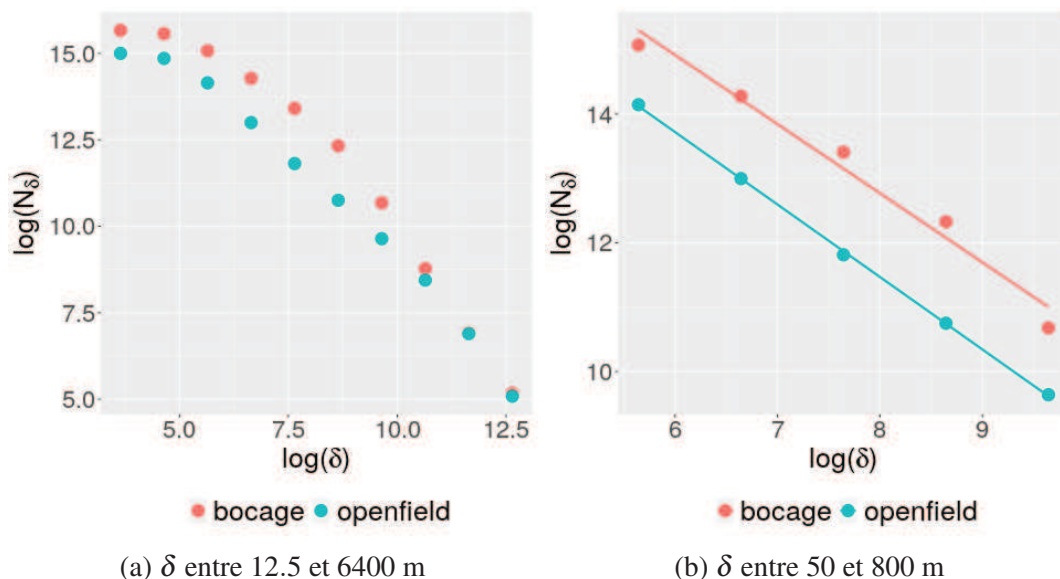 15.0
12.5
10.0
7.5
5.0
log(Nδ)
5.0 7.5 10.0 12.5
log(δ)
bocage openfield
(a) δ entre 12.5 et 6400 m
14
12
10
log(Nδ)
6 7 8 9
log(δ)
bocage openfield
(b) δ entre 50 et 800 m